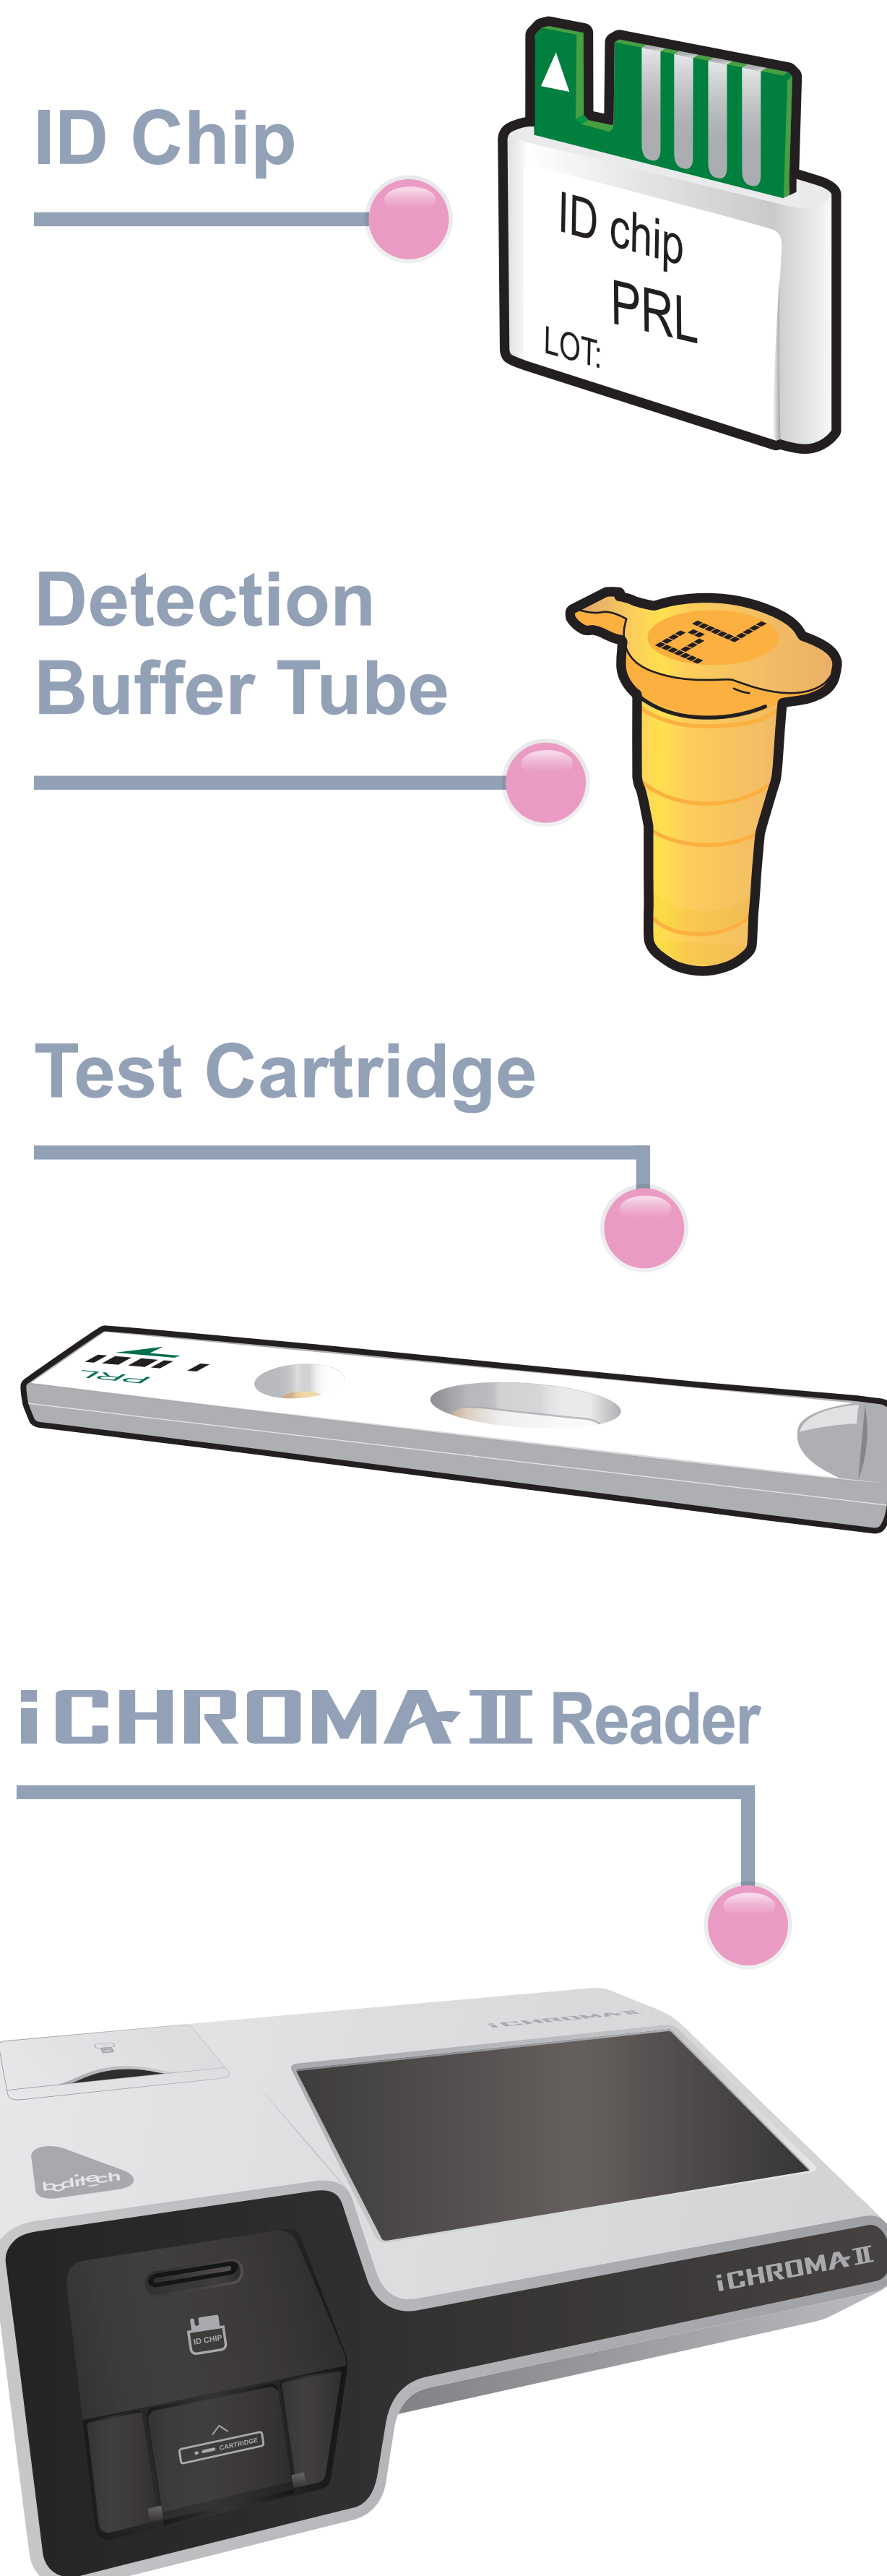 ID Chip
ID chip
PRL
LOT:
Detection
Buffer Tube
PRL
Test Cartridge
PRL
iCHROMA II Reader
iCHROMA II
boditech
iCHROMA II
ID CHIP
CARTRIDGE